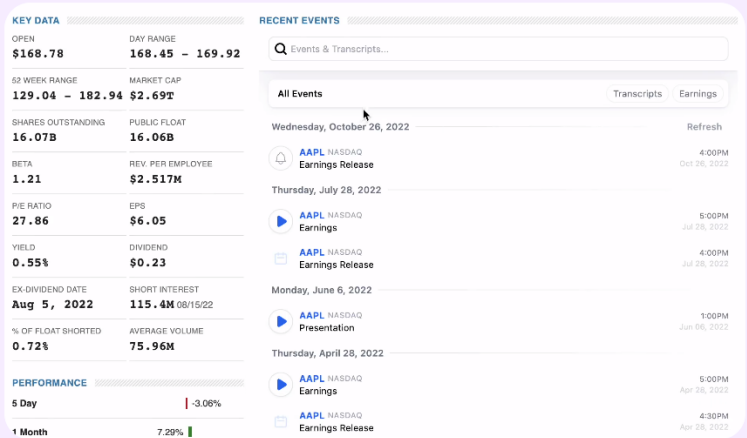 KEY DATA
OPEN DAY RANGE
$168.78 168.45 - 169.92
52 WEEK RANGE MARKET CAP
129.04 - 182.94 $2.69T
SHARES OUTSTANDING PUBLIC FLOAT
16.07B 16.06B
BETA REV. PER EMPLOYEE
1.21 $2.517M
P/E RATIO EPS
27.86 $6.05
YIELD DIVIDEND
0.55% $0.23
EX-DIVIDEND DATE SHORT INTEREST
Aug 5, 2022 115.4M 08/15/22
% OF FLOAT SHORTED AVERAGE VOLUME
0.72% 75.96M
PERFORMANCE
5 Day -3.06%
1 Month 7.29%
RECENT EVENTS
Events & Transcripts...
All Events Transcripts Earnings
Wednesday, October 26, 2022 Refresh
AAPL NASDAQ 4:00PM
Earnings Release Oct 26, 2022
Thursday, July 28, 2022
AAPL NASDAQ 5:00PM
Earnings Jul 28, 2022
AAPL NASDAQ 4:00PM
Earnings Release Jul 28, 2022
Monday, June 6, 2022
AAPL NASDAQ 1:00PM
Presentation Jun 06, 2022
Thursday, April 28, 2022
AAPL NASDAQ 5:00PM
Earnings Apr 28, 2022
AAPL NASDAQ 4:30PM
Earnings Release Apr 28, 2022